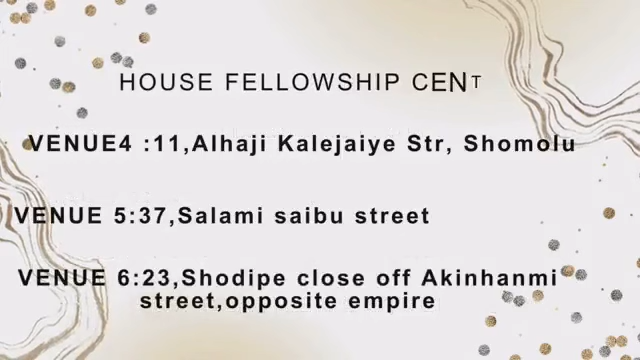 HOUSE FELLOWSHIP CENT
VENUE4 :11,Alhaji Kalejaiye Str, Shomolu
VENUE 5:37,Salami saibu street
VENUE 6:23,Shodipe close off Akinhanmi
street,opposite empire